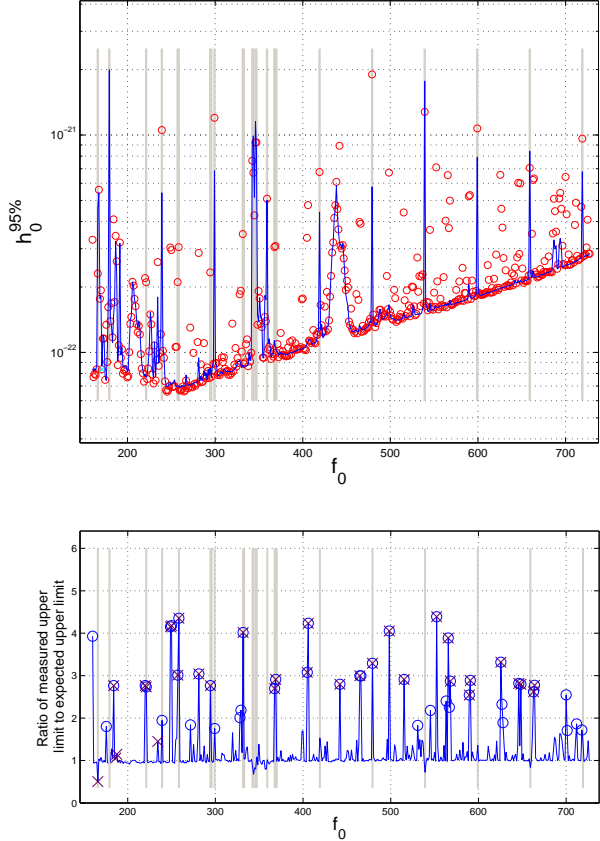 10^-21
10^-22
h_0^95%
200 300 400 500 600 700
f_0
6
5
4
3
2
1
0
Ratio of measured upper
limit to expected upper limit
200 300 400 500 600 700
f_0